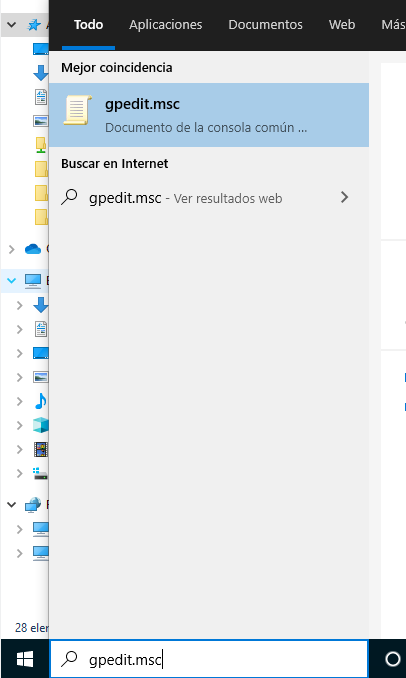 Todo Aplicaciones Documentos Web Más
Mejor coincidencia
gpedit.msc
Documento de la consola común ...
Buscar en Internet
gpedit.msc - Ver resultados web
28 eler
gpedit.msc